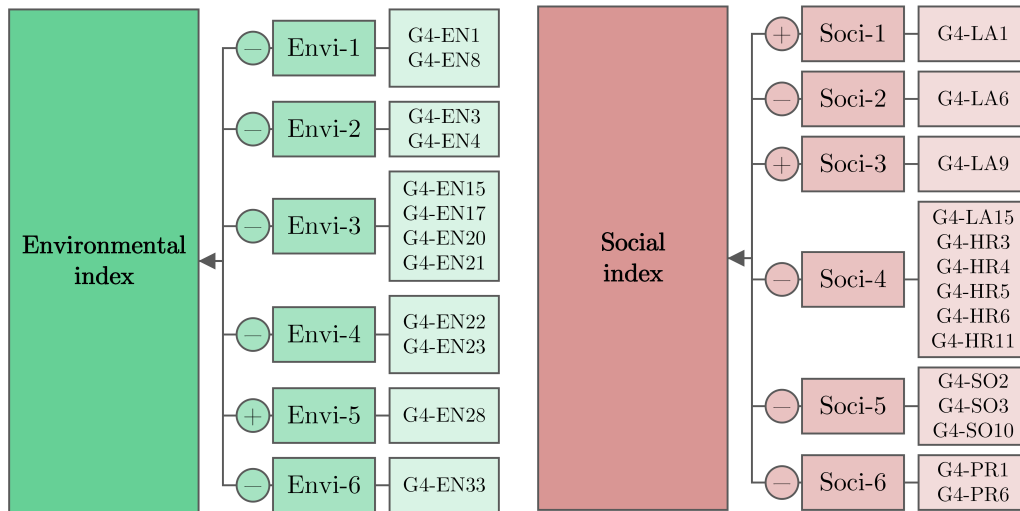 Environmental
index
−
Envi-1
G4-EN1
G4-EN8
−
Envi-2
G4-EN3
G4-EN4
−
Envi-3
G4-EN15
G4-EN17
G4-EN20
G4-EN21
−
Envi-4
G4-EN22
G4-EN23
+
Envi-5
G4-EN28
−
Envi-6
G4-EN33
Social
index
+
Soci-1
G4-LA1
−
Soci-2
G4-LA6
+
Soci-3
G4-LA9
−
Soci-4
G4-LA15
G4-HR3
G4-HR4
G4-HR5
G4-HR6
G4-HR11
−
Soci-5
G4-SO2
G4-SO3
G4-SO10
−
Soci-6
G4-PR1
G4-PR6